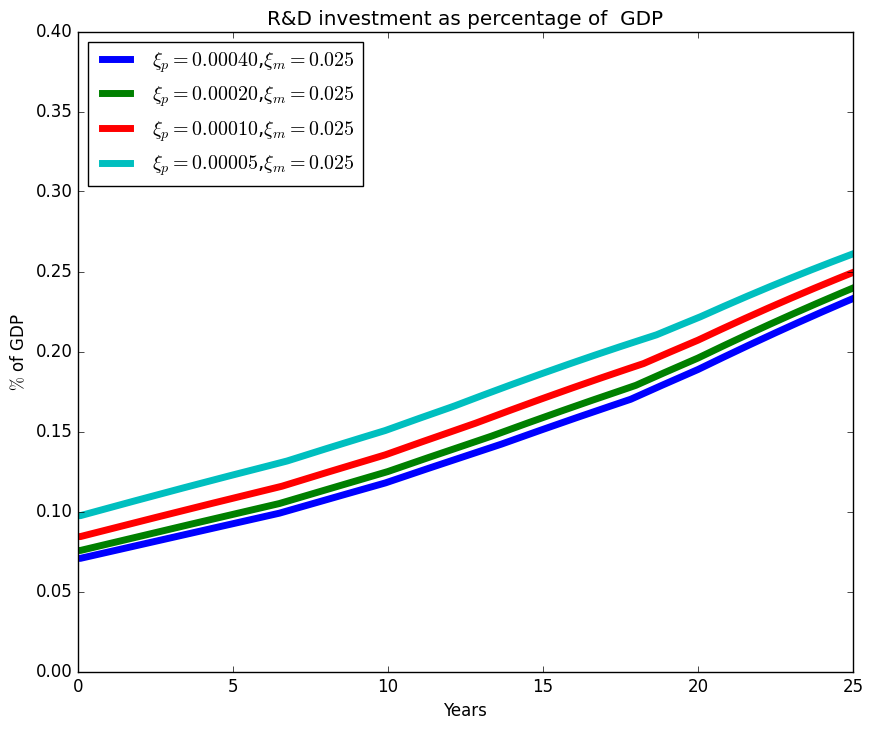 R&D investment as percentage of  GDP
0.40
0.35
0.30
0.25
0.20
0.15
0.10
0.05
0.00
% of GDP
ξp = 0.00040,ξm = 0.025
ξp = 0.00020,ξm = 0.025
ξp = 0.00010,ξm = 0.025
ξp = 0.00005,ξm = 0.025
0 5 10 15 20 25
Years